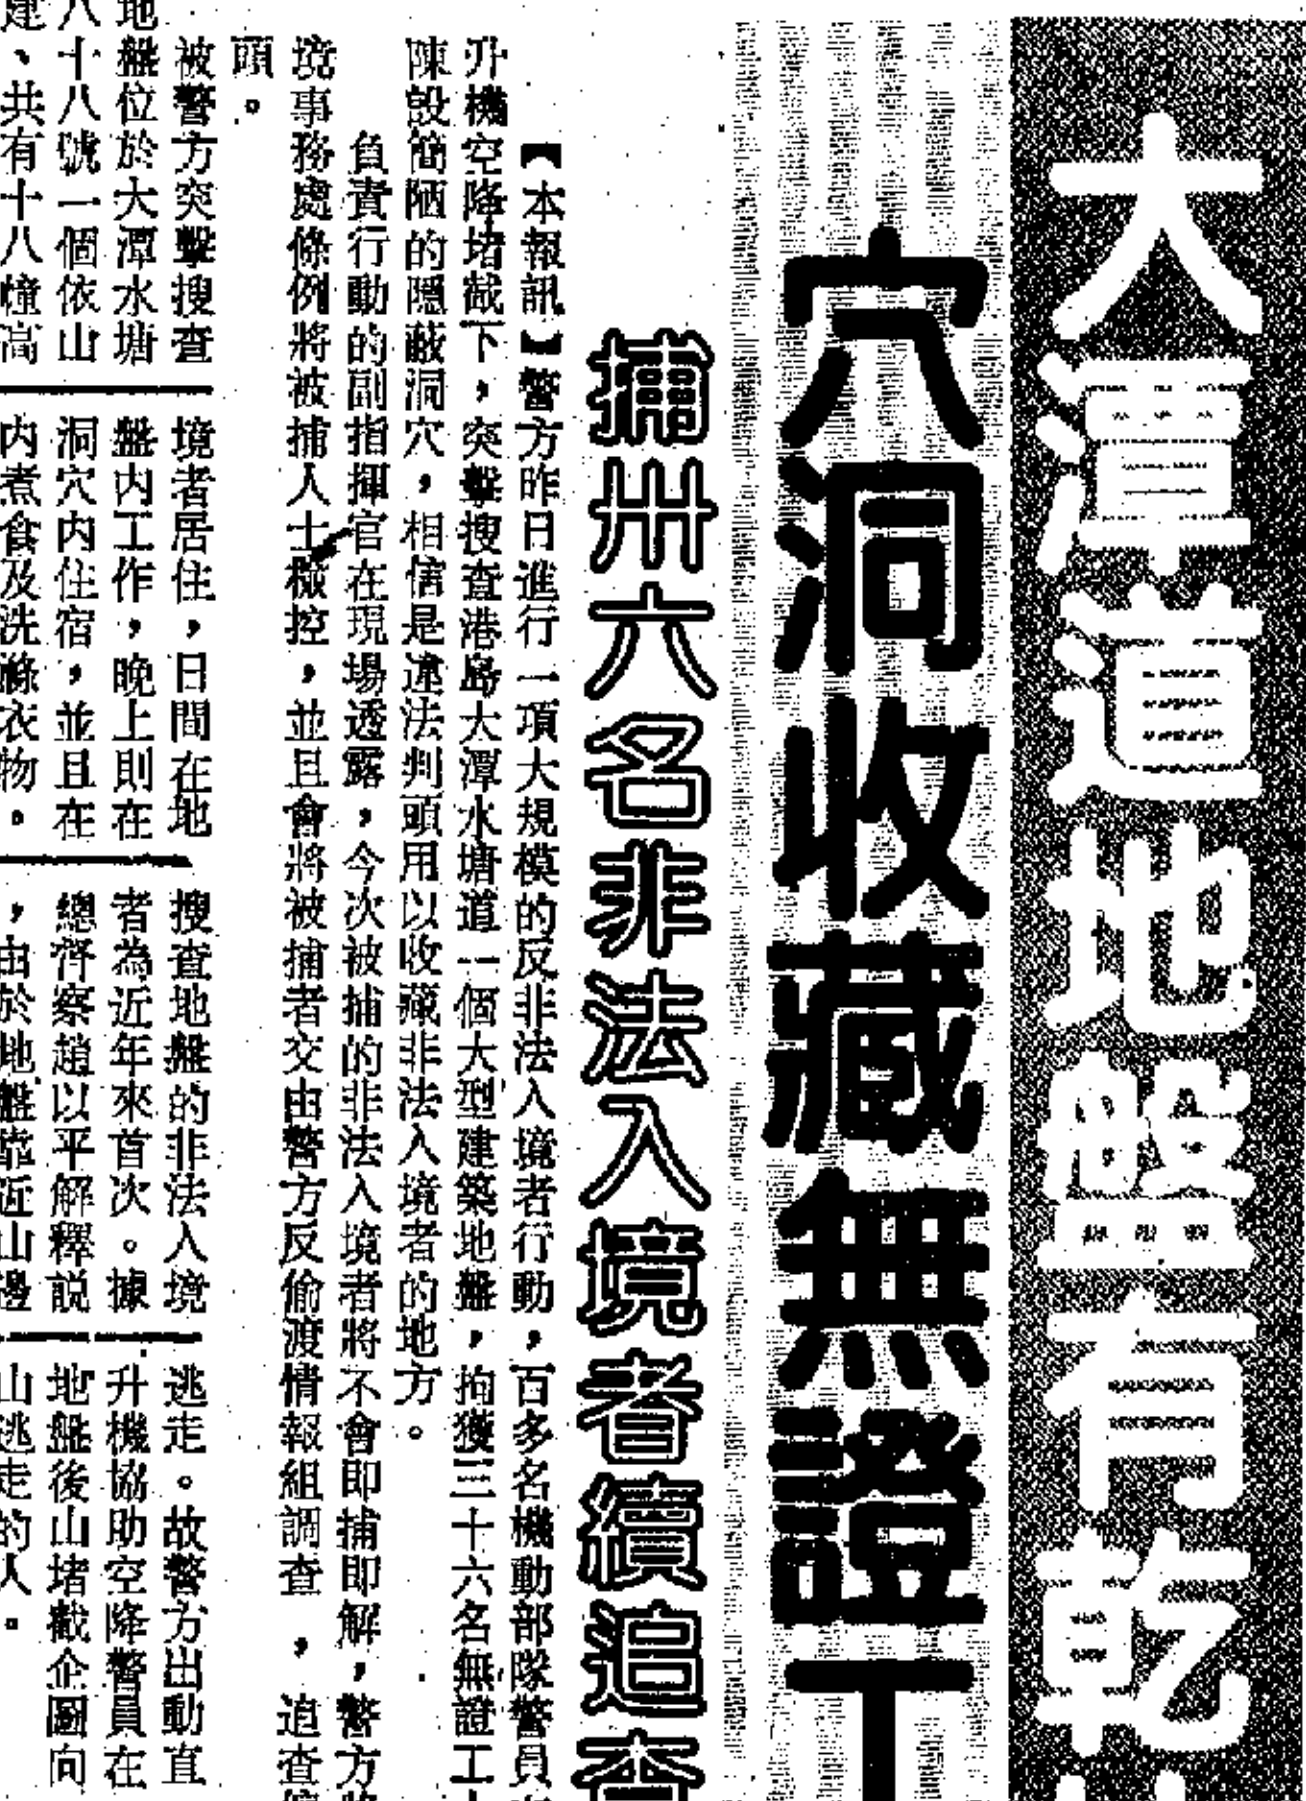 大潭道地盤有乾
穴洞收藏無證工
捕卅六名非法入境者續追查
【本報訊】警方昨日進行一項大規模的反非法入境者行動，百多名機動部隊警員
升機空降堵截下，突擊搜查港島大潭水塘道一個大型建築地盤，拘獲三十六名無證工
陳設簡陋的隱蔽洞穴，相信是違法判頭用以收藏非法入境者的地方。
負責行動的副指揮官在現場透露，今次被捕的非法入境者將不會即捕即解，警方將
境事務處條例將被捕人士檢控，並且會將被捕者交由警方反偷渡情報組調查，追查
頭。
被警方突擊搜查
地盤位於大潭水塘
八十八號一個依山
建、共有十八幢高
境者居住，日間在地
盤內工作，晚上則在
洞穴內住宿，並且在
內煮食及洗滌衣物。
搜查地盤的非法入境
者為近年來首次。據
總督察趙以平解釋說
，由於地盤靠近山邊
逃走。故警方出動直
升機協助空降警員在
地盤後山堵截企圖向
山逃走的人。